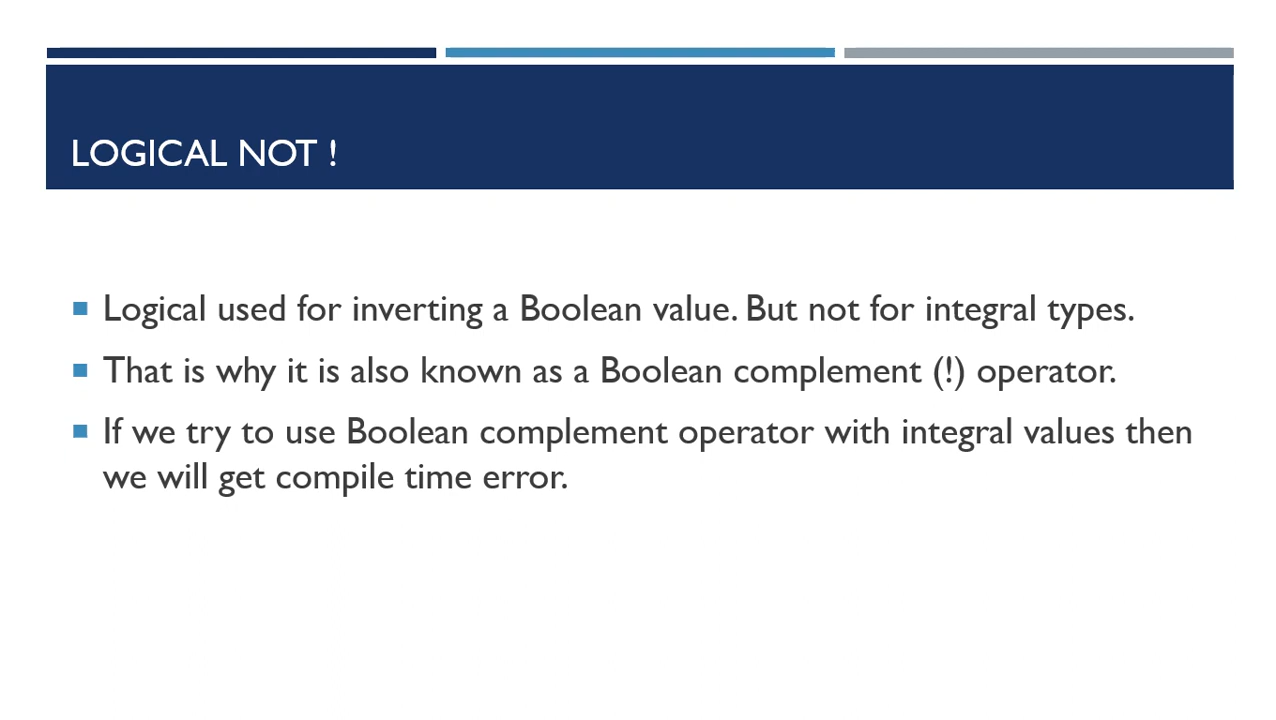 LOGICAL NOT !
Logical used for inverting a Boolean value. But not for integral types.
That is why it is also known as a Boolean complement (!) operator.
If we try to use Boolean complement operator with integral values then
we will get compile time error.